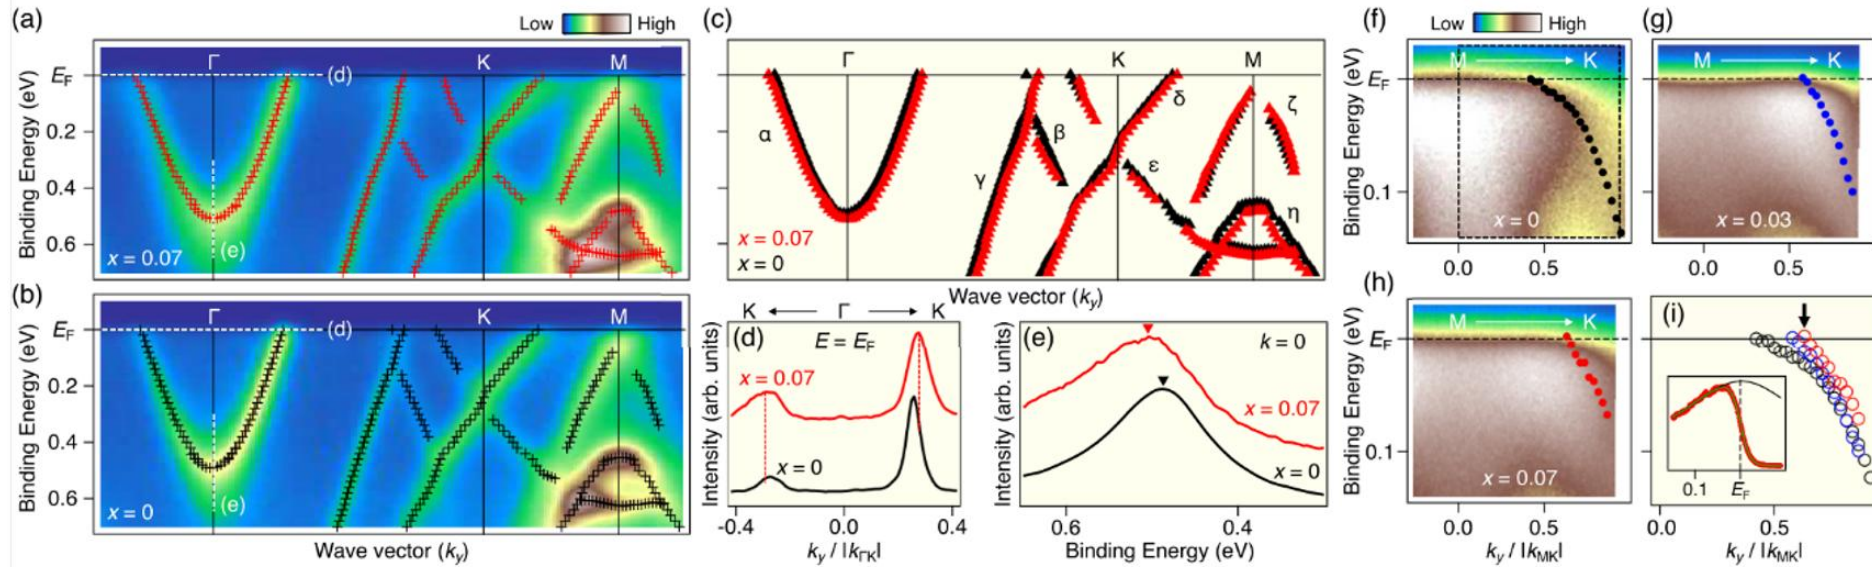 (a)
Low High
Γ
K
M
E_F
(d)
0.2
0.4
0.6
Binding Energy (eV)
(e)
x = 0.07
(b)
Γ
K
M
E_F
(d)
0.2
0.4
0.6
Binding Energy (eV)
(e)
x = 0
Wave vector (k_y)
(c)
Γ
K
M
α
β
γ
δ
ε
ζ
η
x = 0.07
x = 0
Wave vector (k_y)
K ← Γ → K
(d)
E = E_F
x = 0.07
x = 0
Intensity (arb. units)
-0.4 0.0 0.4
k_y / |k_ΓK|
(e)
k = 0
x = 0.07
x = 0
Intensity (arb. units)
0.6 0.4
Binding Energy (eV)
(f)
Low High
M → K
E_F
0.1
Binding Energy (eV)
x = 0
0.0 0.5
(g)
M → K
x = 0.03
0.0 0.5
(h)
M → K
E_F
0.1
Binding Energy (eV)
x = 0.07
0.0 0.5
k_y / |k_MK|
(i)
0.1 E_F
0.0 0.5
k_y / |k_MK|